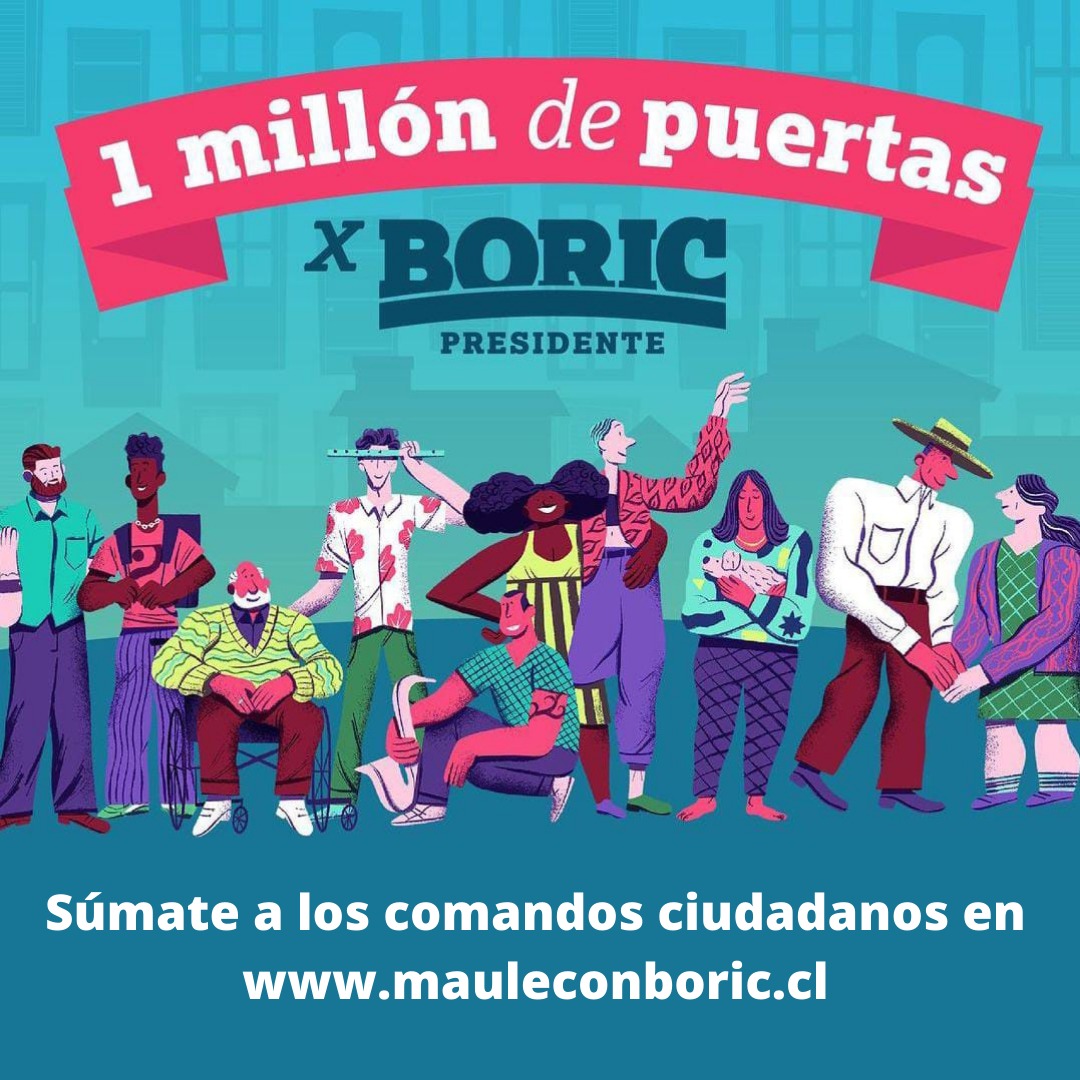 1 millón de puertas
X BORIC
PRESIDENTE
Súmate a los comandos ciudadanos en
www.mauleconboric.cl